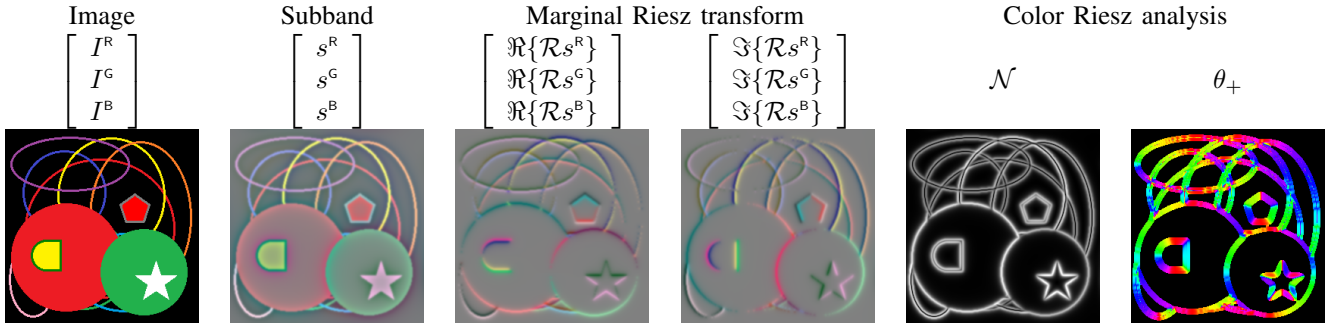 Image Subband Marginal Riesz transform Color Riesz analysis
I^R s^R ℜ{ℛs^R} ℑ{ℛs^R}
I^G s^G ℜ{ℛs^G} ℑ{ℛs^G} 𝒩 θ₊
I^B s^B ℜ{ℛs^B} ℑ{ℛs^B}